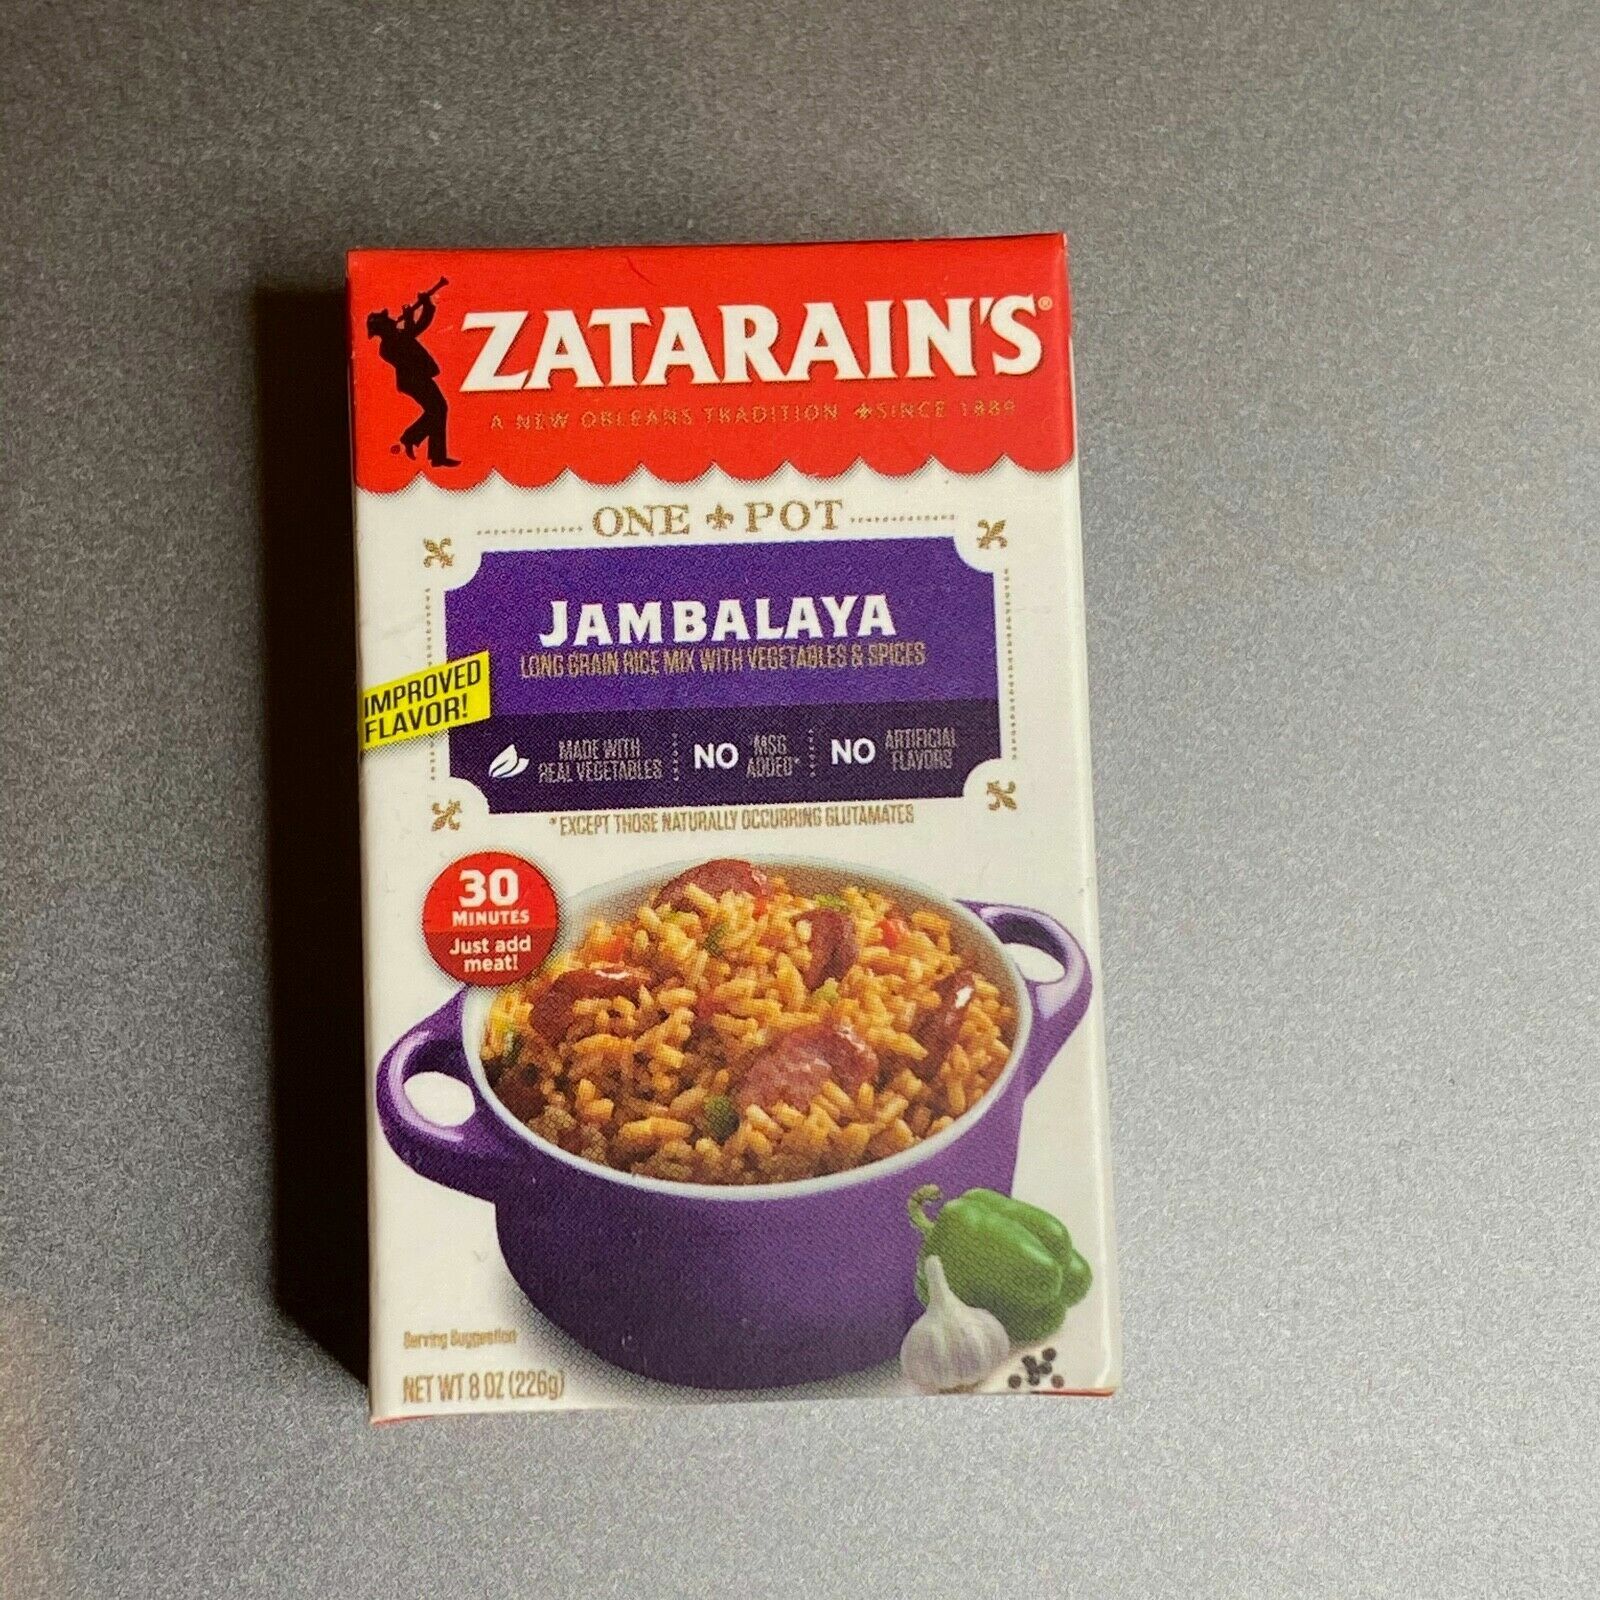 ZATARAIN'S®
A NEW ORLEANS TRADITION SINCE 1889
ONE POT
JAMBALAYA
LONG GRAIN RICE MIX WITH VEGETABLES & SPICES
IMPROVED
FLAVOR!
MADE WITH
REAL VEGETABLES
NO MSG
ADDED*
NO ARTIFICIAL
FLAVORS
*EXCEPT THOSE NATURALLY OCCURRING GLUTAMATES
30
MINUTES
Just add
meat!
Serving Suggestion
NET WT 8 OZ (226g)